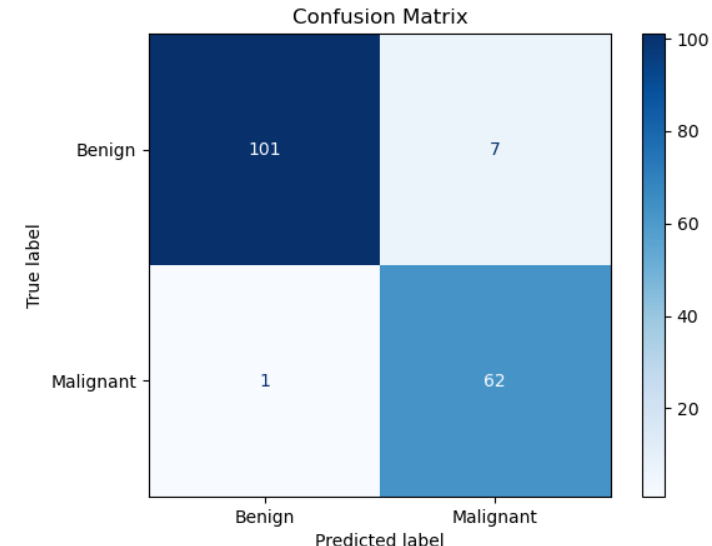 Confusion Matrix
100
Benign
101
7
80
60
True label
40
Malignant
1
62
20
Benign
Malignant
Predicted label